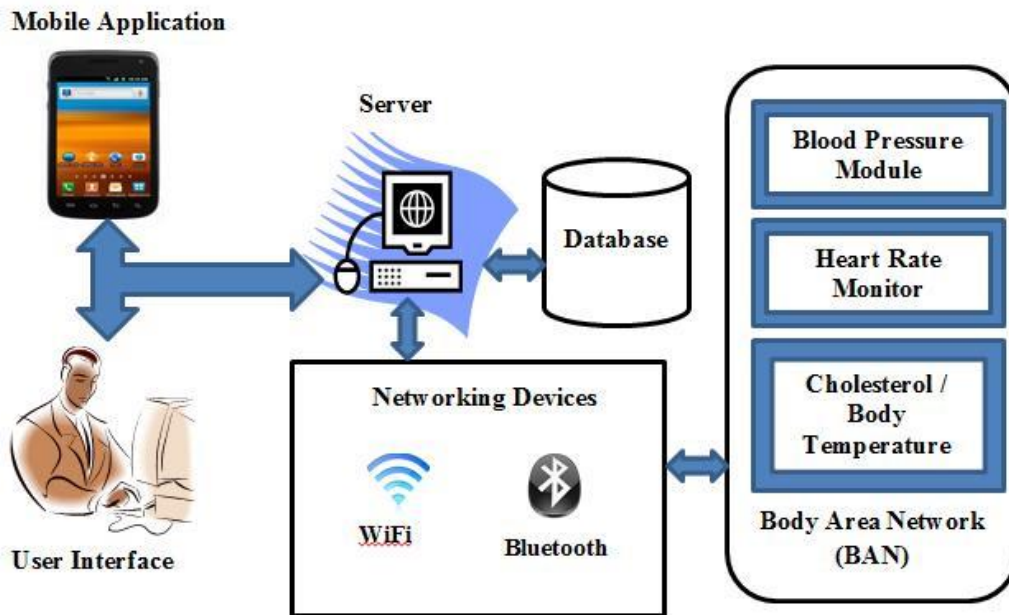 Mobile Application
Server
Database
Blood Pressure
Module
Heart Rate
Monitor
Cholesterol /
Body
Temperature
Body Area Network
(BAN)
Networking Devices
WiFi
Bluetooth
User Interface